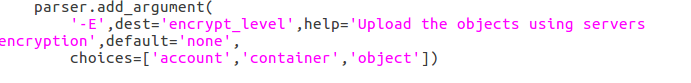 parser.add_argument(
'-E',dest='encrypt_level',help='Upload the objects using servers
encryption',default='none',
choices=['account','container','object'])